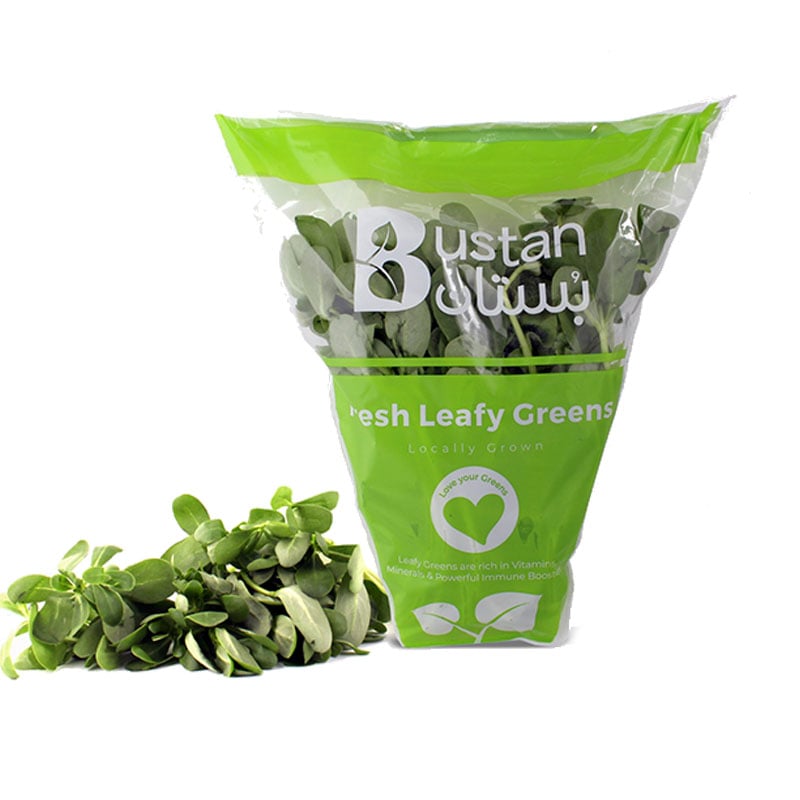 Bustan
بُستان
resh Leafy Greens
Locally Grown
Love your Greens
Leafy Greens are rich in Vitamins,
Minerals & Powerful Immune Boost